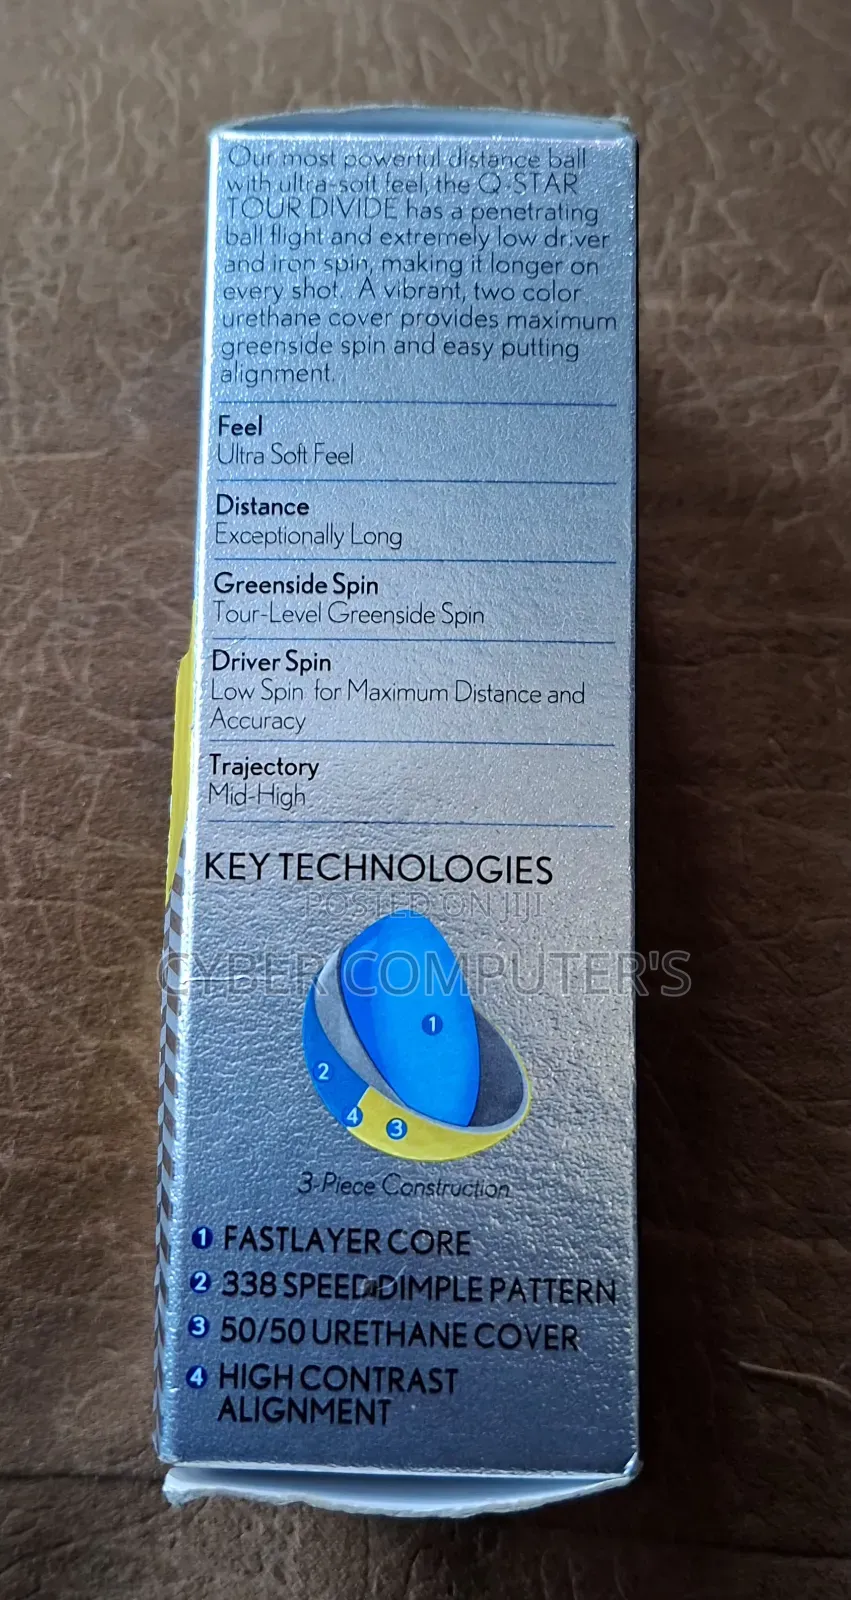 Our most powerful distance ball
with ultra-soft feel, the Q-STAR
TOUR DIVIDE has a penetrating
ball flight and extremely low driver
and iron spin, making it longer on
every shot. A vibrant, two color
urethane cover provides maximum
greenside spin and easy putting
alignment.
Feel
Ultra Soft Feel
Distance
Exceptionally Long
Greenside Spin
Tour-Level Greenside Spin
Driver Spin
Low Spin for Maximum Distance and
Accuracy
Trajectory
Mid-High
KEY TECHNOLOGIES
POSTED ON JIJI
CYBER COMPUTER'S
1
2
4
3
3-Piece Construction
1 FASTLAYER CORE
2 338 SPEED DIMPLE PATTERN
3 50/50 URETHANE COVER
4 HIGH CONTRAST
ALIGNMENT